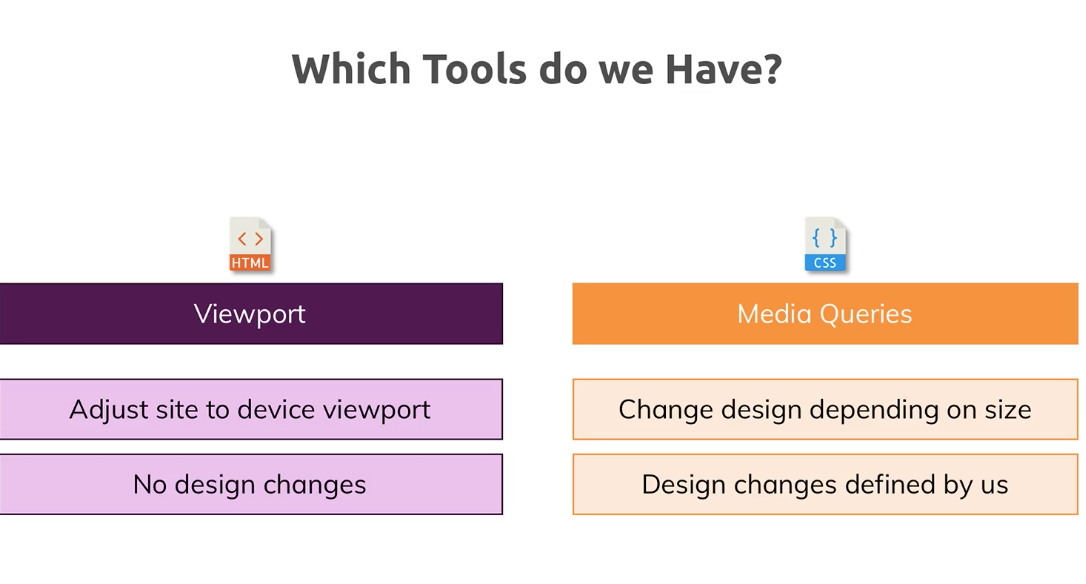 Which Tools do we Have?
< >
HTML
{ }
CSS
Viewport
Media Queries
Adjust site to device viewport
Change design depending on size
No design changes
Design changes defined by us